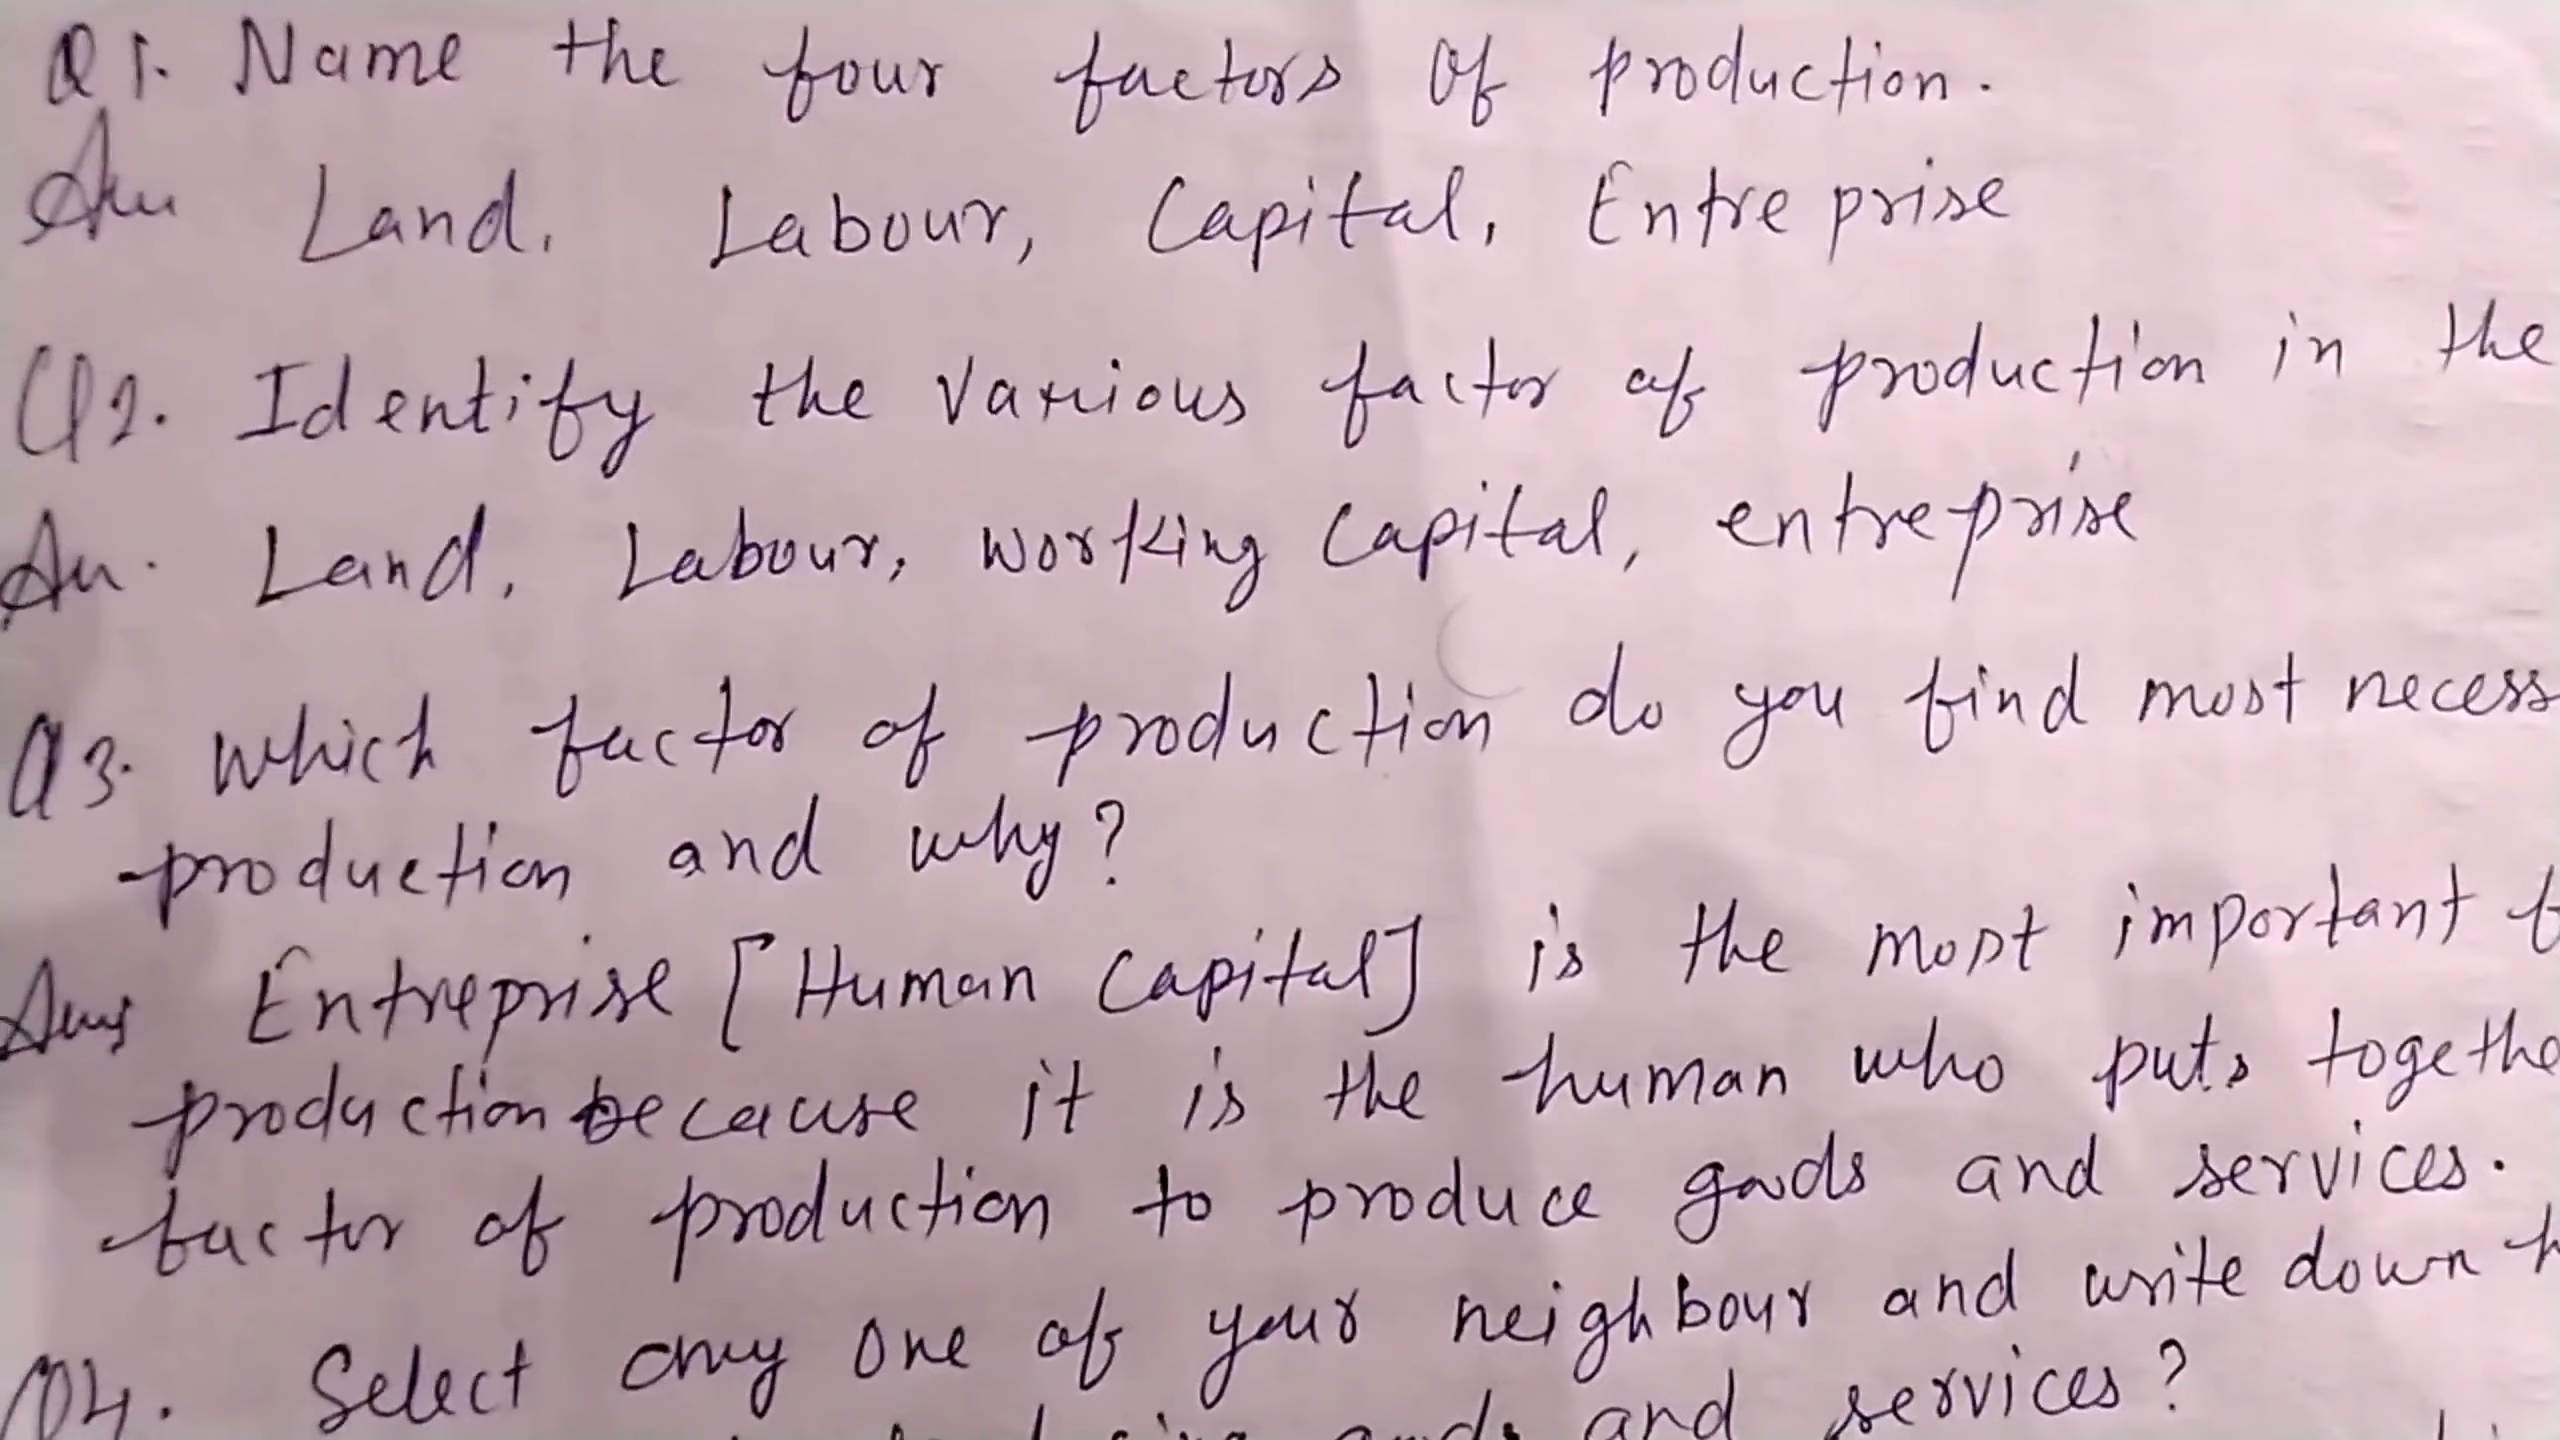 Q1. Name the four factors of production.
Ans Land, Labour, Capital, Entreprise
Q2. Identify the various factor of production in the
An. Land, Labour, working capital, entreprise
Q3. which factor of production do you find most necess
production and why?
Ans Entreprise [Human capital] is the most important f
production because it is the human who puts togethe
factor of production to produce goods and services.
Q4. Select any one of your neighbour and write down h
and services?